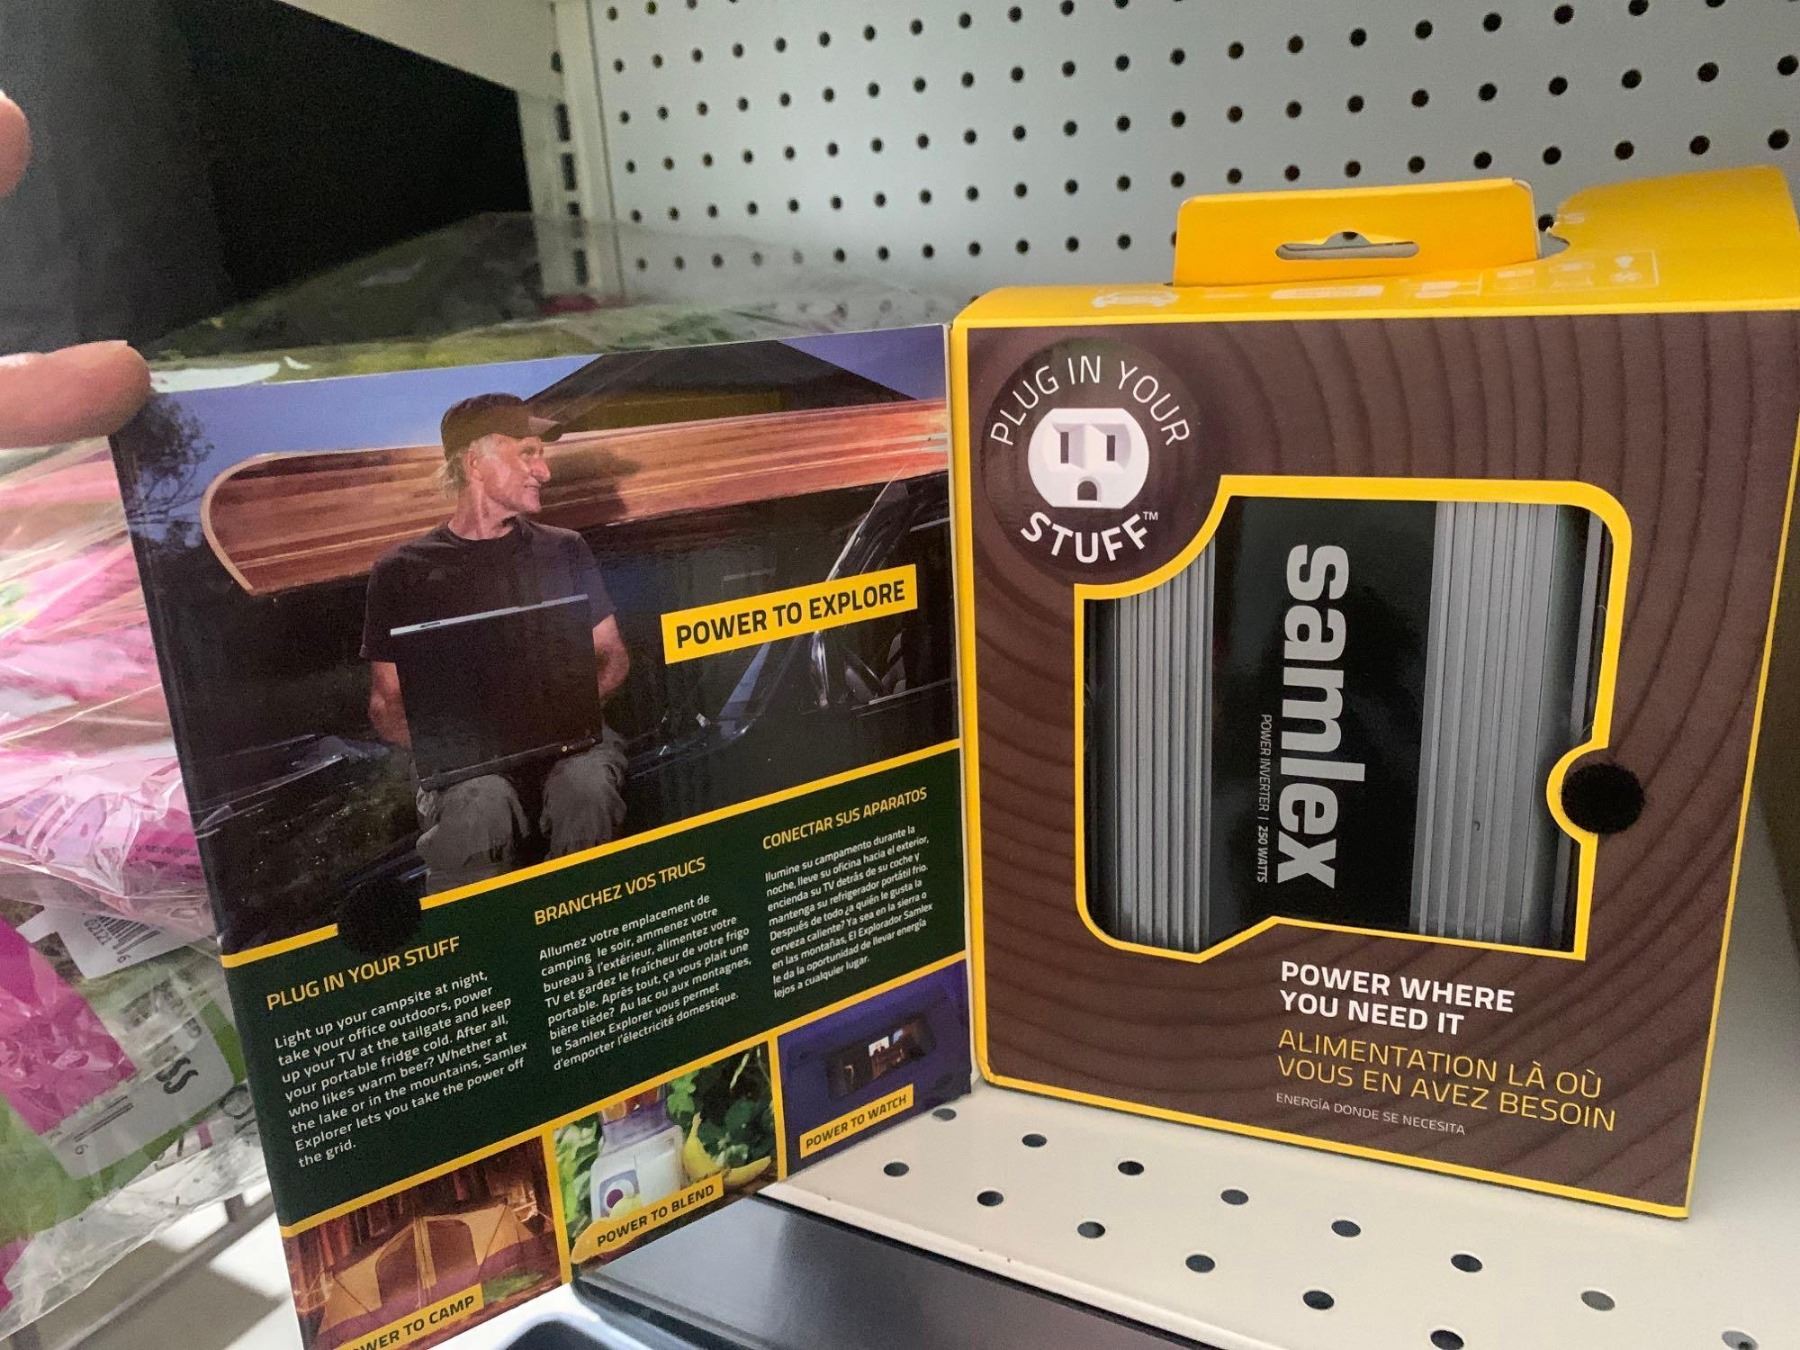 POWER TO EXPLORE
PLUG IN YOUR STUFF
Light up your campsite at night,
take your office outdoors, power
up your TV at the tailgate and keep
your portable fridge cold. After all,
who likes warm beer? Whether at
the lake or in the mountains, Samlex
Explorer lets you take the power off
the grid.
BRANCHEZ VOS TRUCS
Allumez votre emplacement de
camping le soir, ammenez votre
bureau à l'extérieur, alimentez votre
TV et gardez le fraîcheur de votre frigo
portable. Après tout, ça vous plait une
bière tiède? Au lac ou aux montagnes,
le Samlex Explorer vous permet
d'emporter l'électricité domestique.
CONECTAR SUS APARATOS
Ilumine su campamento durante la
noche, lleve su oficina hacia el exterior,
encienda su TV detrás de su coche y
mantenga su refrigerador portátil frio.
Después de todo ¿a quién le gusta la
cerveza caliente? Ya sea en la sierra o
en las montañas, El Explorador Samlex
le da la oportunidad de llevar energía
lejos a cualquier lugar.
WER TO CAMP
POWER TO BLEND
POWER TO WATCH
PLUG IN YOUR
STUFF™
samlex
POWER INVERTER | 250 WATTS
POWER WHERE
YOU NEED IT
ALIMENTATION LÀ OÙ
VOUS EN AVEZ BESOIN
ENERGÍA DONDE SE NECESITA